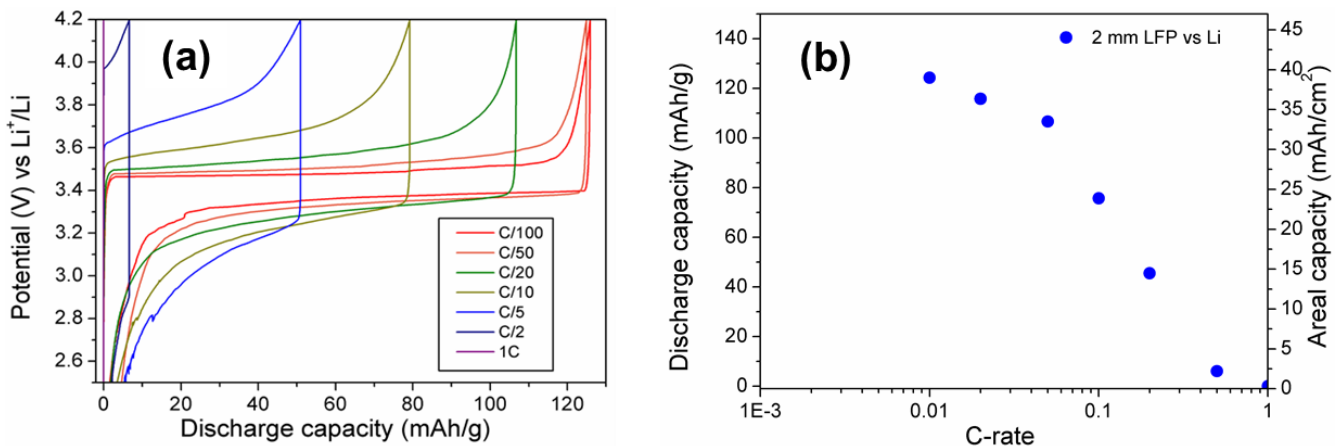 (a)
Potential (V) vs Li⁺/Li
4.2
4.0
3.8
3.6
3.4
3.2
3.0
2.8
2.6
C/100
C/50
C/20
C/10
C/5
C/2
1C
0 20 40 60 80 100 120
Discharge capacity (mAh/g)
(b)
2 mm LFP vs Li
Discharge capacity (mAh/g)
140
120
100
80
60
40
20
0
Areal capacity (mAh/cm²)
45
40
35
30
25
20
15
10
5
0
1E-3 0.01 0.1 1
C-rate